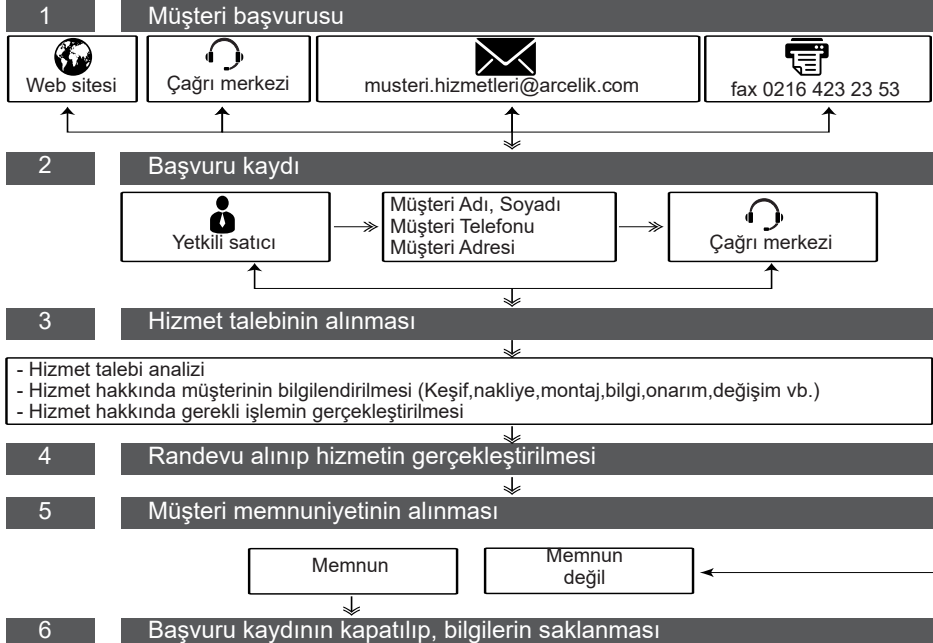 1 Müşteri başvurusu
Web sitesi
Çağrı merkezi
musteri.hizmetleri@arcelik.com
fax 0216 423 23 53
2 Başvuru kaydı
Yetkili satıcı
Müşteri Adı, Soyadı
Müşteri Telefonu
Müşteri Adresi
Çağrı merkezi
3 Hizmet talebinin alınması
- Hizmet talebi analizi
- Hizmet hakkında müşterinin bilgilendirilmesi (Keşif,nakliye,montaj,bilgi,onarım,değişim vb.)
- Hizmet hakkında gerekli işlemin gerçekleştirilmesi
4 Randevu alınıp hizmetin gerçekleştirilmesi
5 Müşteri memnuniyetinin alınması
Memnun
Memnun
değil
6 Başvuru kaydının kapatılıp, bilgilerin saklanması